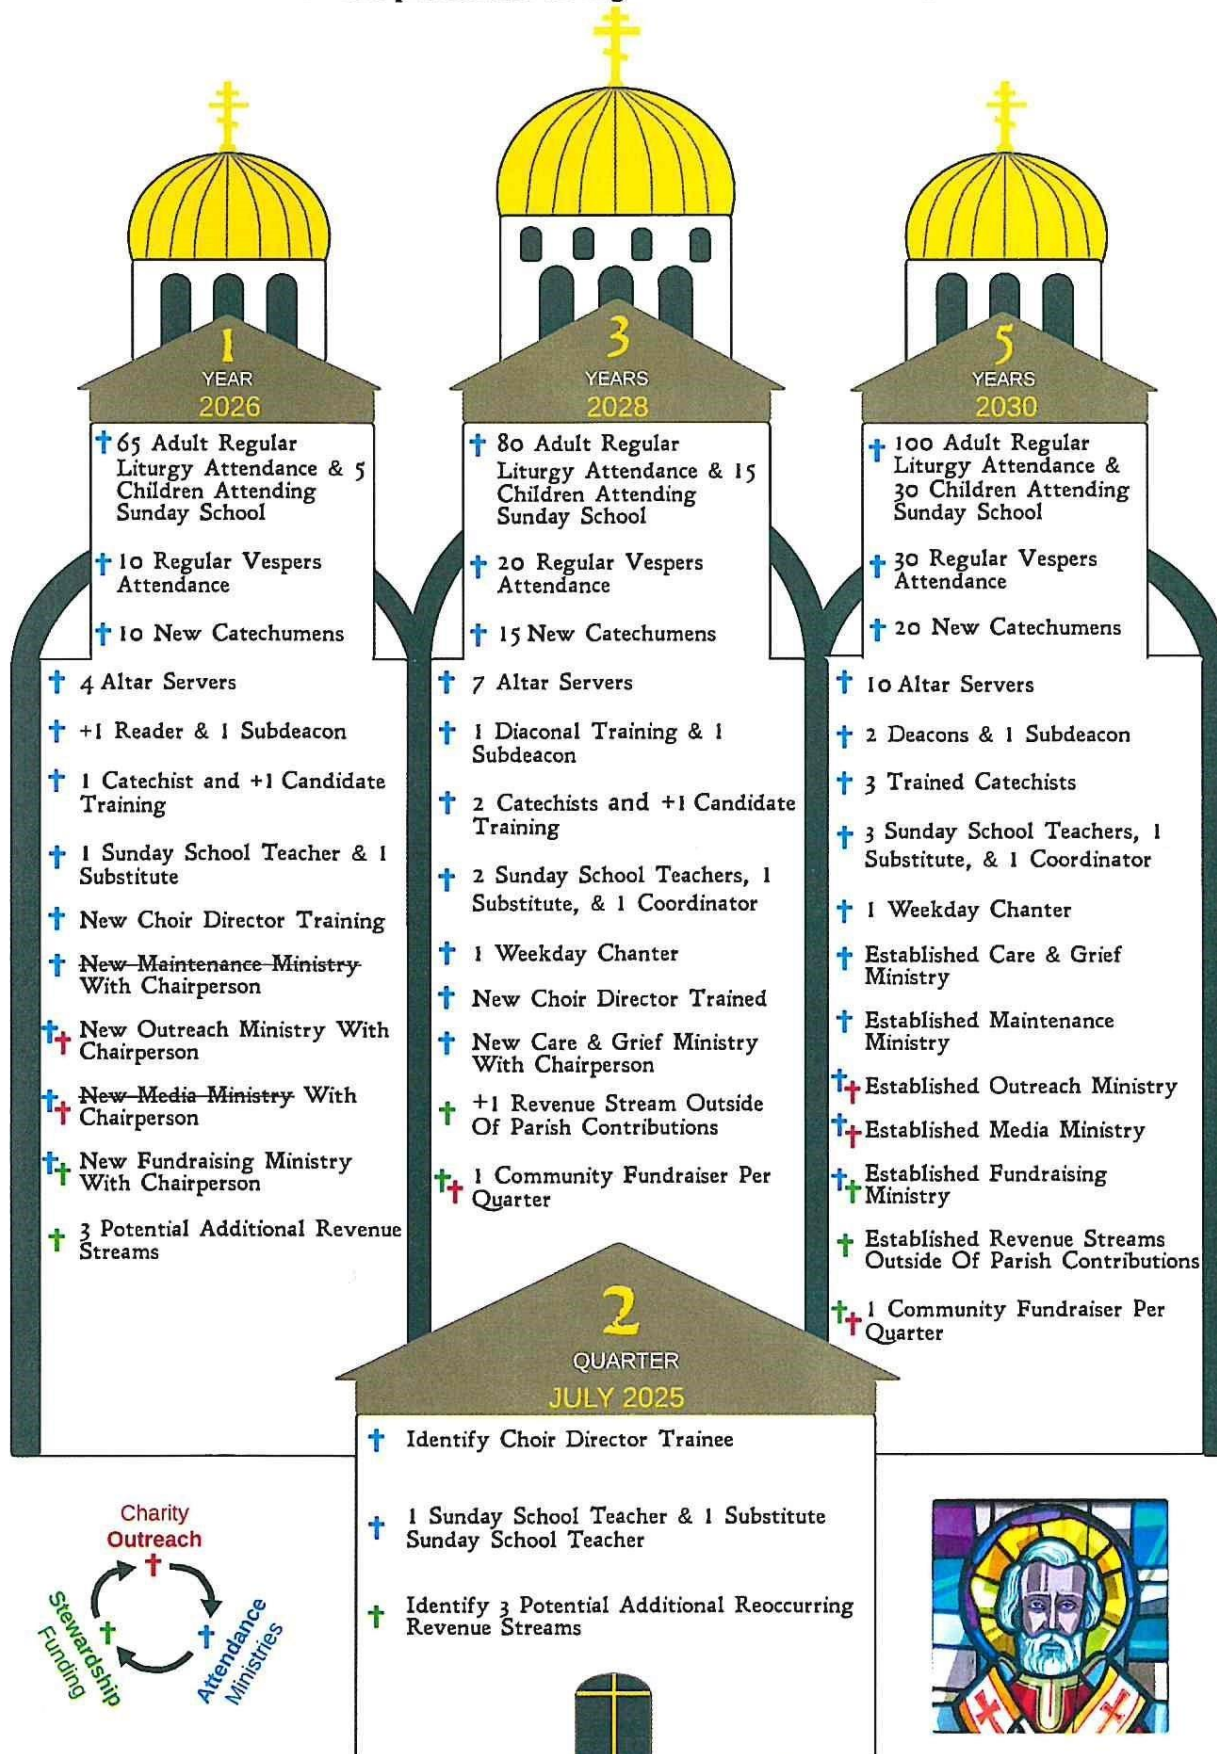 1
YEAR
2026
65 Adult Regular
Liturgy Attendance & 5
Children Attending
Sunday School
10 Regular Vespers
Attendance
10 New Catechumens
4 Altar Servers
+1 Reader & 1 Subdeacon
1 Catechist and +1 Candidate
Training
1 Sunday School Teacher & 1
Substitute
New Choir Director Training
New Maintenance Ministry
With Chairperson
New Outreach Ministry With
Chairperson
New Media Ministry With
Chairperson
New Fundraising Ministry
With Chairperson
3 Potential Additional Revenue
Streams
3
YEARS
2028
80 Adult Regular
Liturgy Attendance & 15
Children Attending
Sunday School
20 Regular Vespers
Attendance
15 New Catechumens
7 Altar Servers
1 Diaconal Training & 1
Subdeacon
2 Catechists and +1 Candidate
Training
2 Sunday School Teachers, 1
Substitute, & 1 Coordinator
1 Weekday Chanter
New Choir Director Trained
New Care & Grief Ministry
With Chairperson
+1 Revenue Stream Outside
Of Parish Contributions
1 Community Fundraiser Per
Quarter
5
YEARS
2030
100 Adult Regular
Liturgy Attendance &
30 Children Attending
Sunday School
30 Regular Vespers
Attendance
20 New Catechumens
10 Altar Servers
2 Deacons & 1 Subdeacon
3 Trained Catechists
3 Sunday School Teachers, 1
Substitute, & 1 Coordinator
1 Weekday Chanter
Established Care & Grief
Ministry
Established Maintenance
Ministry
Established Outreach Ministry
Established Media Ministry
Established Fundraising
Ministry
Established Revenue Streams
Outside Of Parish Contributions
1 Community Fundraiser Per
Quarter
2
QUARTER
JULY 2025
Identify Choir Director Trainee
1 Sunday School Teacher & 1 Substitute
Sunday School Teacher
Identify 3 Potential Additional Reoccurring
Revenue Streams
Charity
Outreach
Attendance
Ministries
Stewardship
Funding